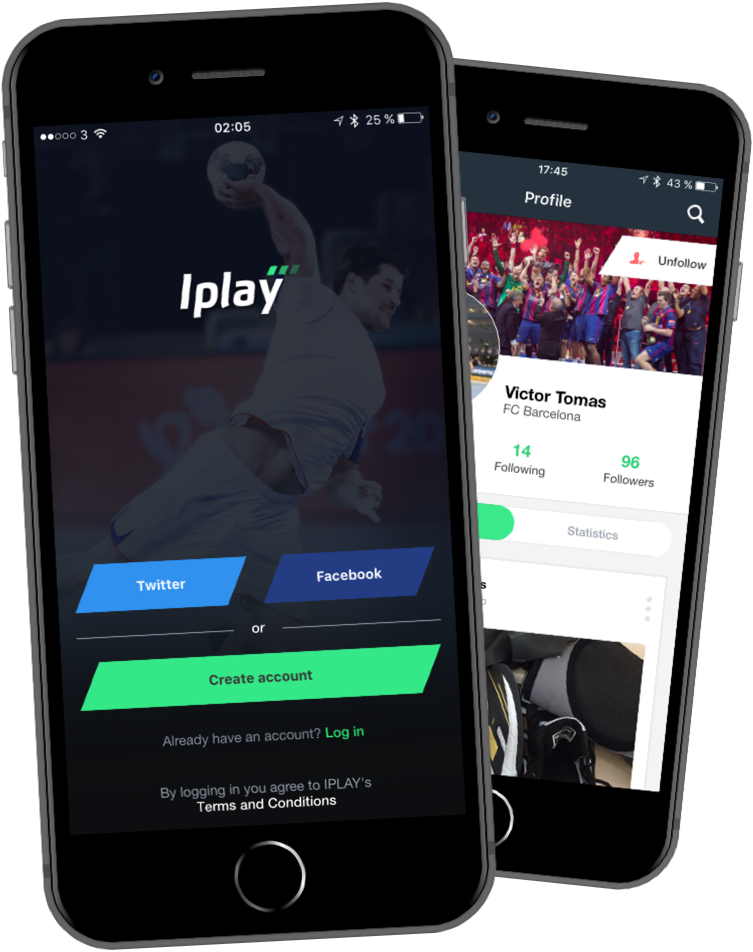 3
02:05
25 %
Iplay
Twitter
Facebook
or
Create account
Already have an account? Log in
By logging in you agree to IPLAY's
Terms and Conditions
17:45
43 %
Profile
Unfollow
Victor Tomas
FC Barcelona
14
Following
96
Followers
Statistics